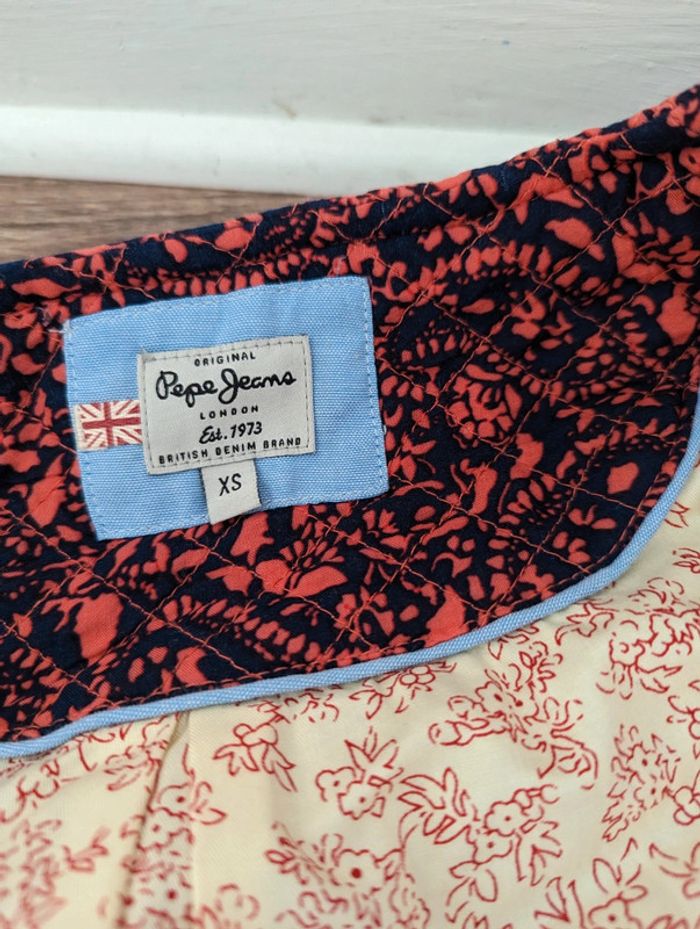 ORIGINAL
Pepe Jeans
LONDON
Est. 1973
BRITISH DENIM BRAND
XS